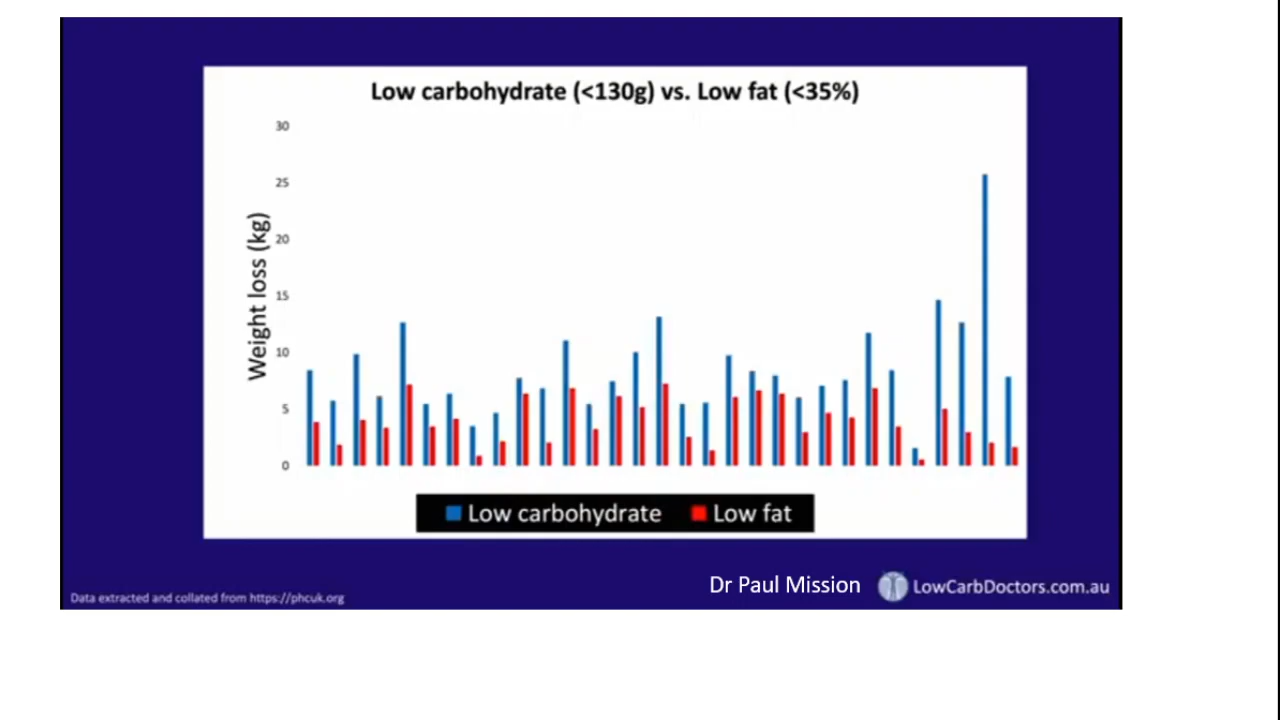 Low carbohydrate (<130g) vs. Low fat (<35%)
30
25
20
15
10
5
0
Weight loss (kg)
Low carbohydrate Low fat
Dr Paul Mission
LowCarbDoctors.com.au
Data extracted and collated from https://phcuk.org